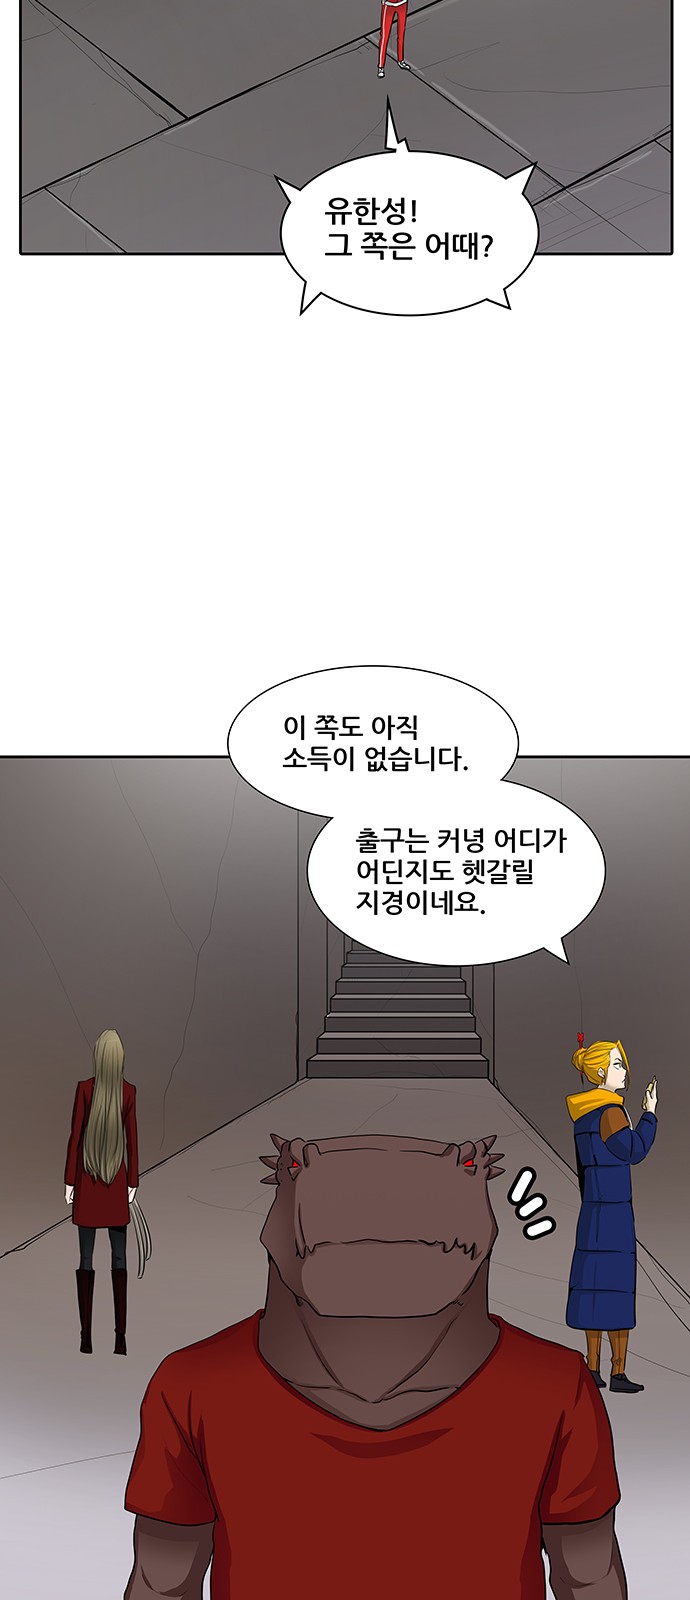 유한성!
그 쪽은 어때?
이 쪽도 아직
소득이 없습니다.
출구는 커녕 어디가
어딘지도 헷갈릴
지경이네요.